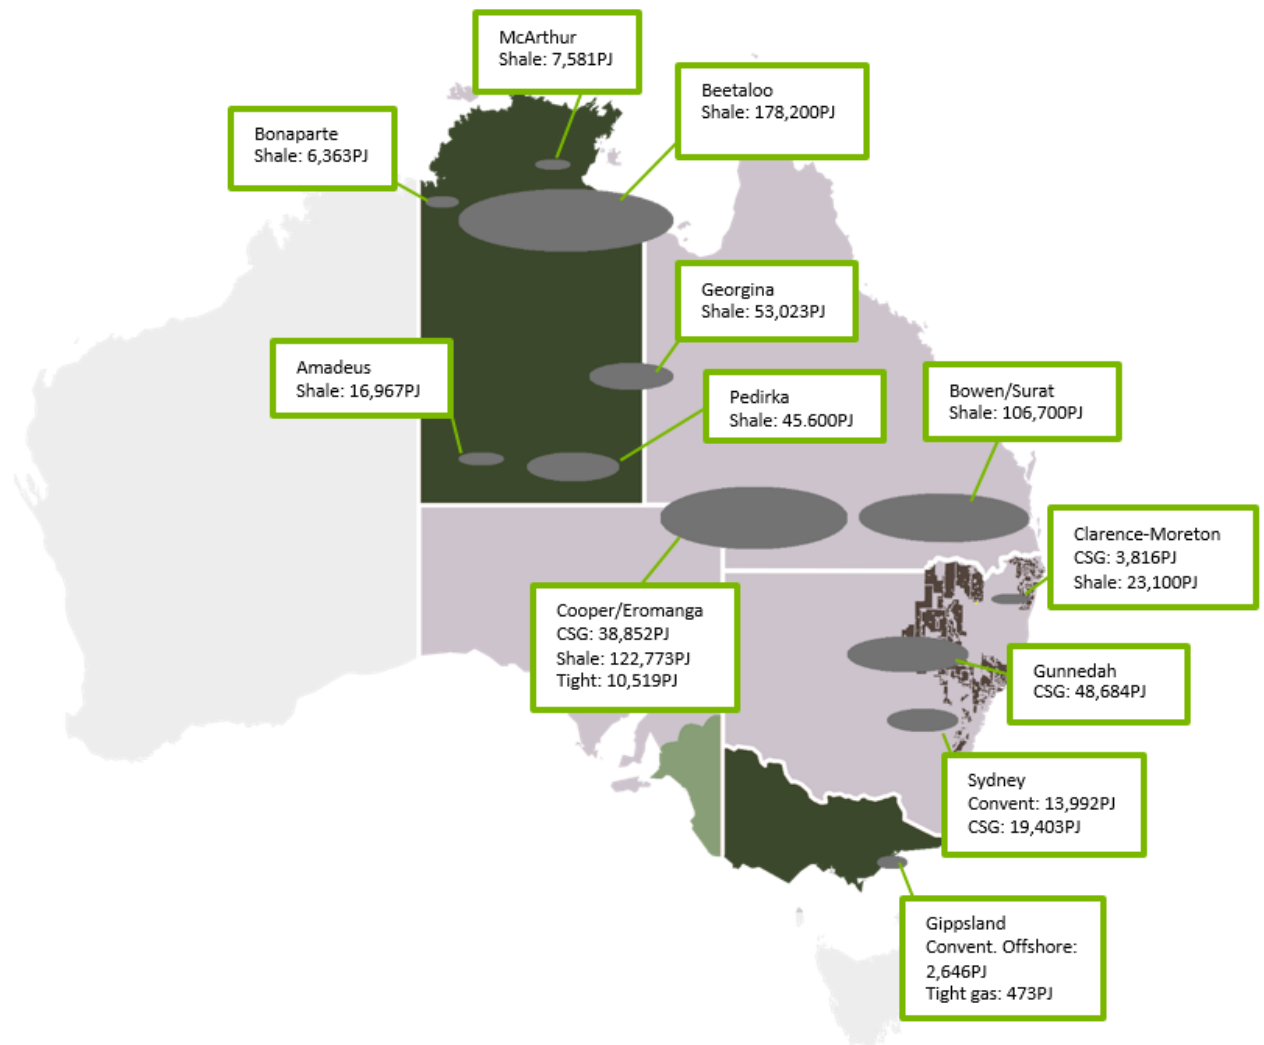 McArthur
Shale: 7,581PJ
Beetaloo
Shale: 178,200PJ
Bonaparte
Shale: 6,363PJ
Georgina
Shale: 53,023PJ
Amadeus
Shale: 16,967PJ
Pedirka
Shale: 45.600PJ
Bowen/Surat
Shale: 106,700PJ
Clarence-Moreton
CSG: 3,816PJ
Shale: 23,100PJ
Cooper/Eromanga
CSG: 38,852PJ
Shale: 122,773PJ
Tight: 10,519PJ
Gunnedah
CSG: 48,684PJ
Sydney
Convent: 13,992PJ
CSG: 19,403PJ
Gippsland
Convent. Offshore:
2,646PJ
Tight gas: 473PJ